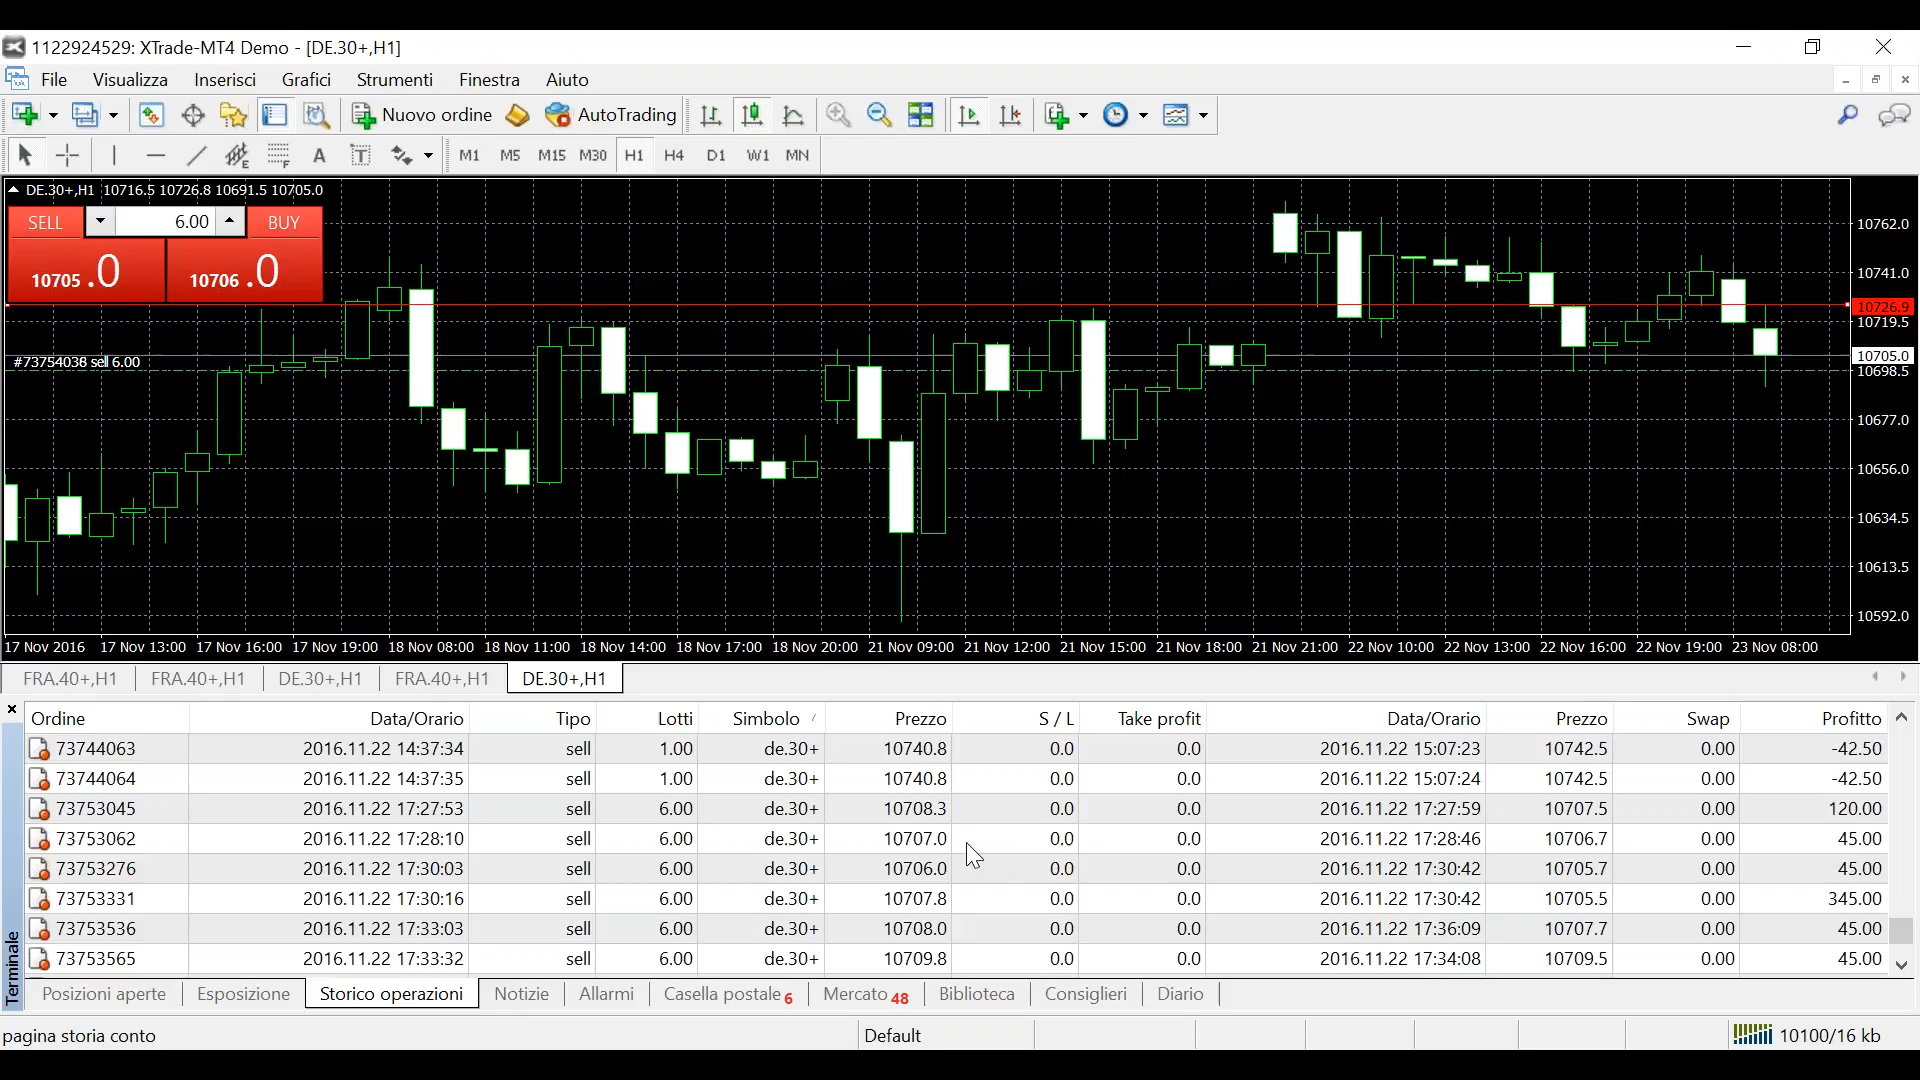 1122924529: XTrade-MT4 Demo - [DE.30+,H1]
File Visualizza Inserisci Grafici Strumenti Finestra Aiuto
Nuovo ordine AutoTrading
E F A T M1 M5 M15 M30 H1 H4 D1 W1 MN
DE.30+,H1 10716.5 10726.8 10691.5 10705.0
SELL 6.00 BUY
10705.0 10706.0
10762.0
10741.0
10726.9
10719.5
#73754038 sell 6.00
10705.0
10698.5
10677.0
10656.0
10634.5
10613.5
10592.0
17 Nov 2016 17 Nov 13:00 17 Nov 16:00 17 Nov 19:00 18 Nov 08:00 18 Nov 11:00 18 Nov 14:00 18 Nov 17:00 18 Nov 20:00 21 Nov 09:00 21 Nov 12:00 21 Nov 15:00 21 Nov 18:00 21 Nov 21:00 22 Nov 10:00 22 Nov 13:00 22 Nov 16:00 22 Nov 19:00 23 Nov 08:00
FRA.40+,H1 FRA.40+,H1 DE.30+,H1 FRA.40+,H1 DE.30+,H1
Ordine Data/Orario Tipo Lotti Simbolo / Prezzo S / L Take profit Data/Orario Prezzo Swap Profitto
73744063 2016.11.22 14:37:34 sell 1.00 de.30+ 10740.8 0.0 0.0 2016.11.22 15:07:23 10742.5 0.00 -42.50
73744064 2016.11.22 14:37:35 sell 1.00 de.30+ 10740.8 0.0 0.0 2016.11.22 15:07:24 10742.5 0.00 -42.50
73753045 2016.11.22 17:27:53 sell 6.00 de.30+ 10708.3 0.0 0.0 2016.11.22 17:27:59 10707.5 0.00 120.00
73753062 2016.11.22 17:28:10 sell 6.00 de.30+ 10707.0 0.0 0.0 2016.11.22 17:28:46 10706.7 0.00 45.00
73753276 2016.11.22 17:30:03 sell 6.00 de.30+ 10706.0 0.0 0.0 2016.11.22 17:30:42 10705.7 0.00 45.00
73753331 2016.11.22 17:30:16 sell 6.00 de.30+ 10707.8 0.0 0.0 2016.11.22 17:30:42 10705.5 0.00 345.00
73753536 2016.11.22 17:33:03 sell 6.00 de.30+ 10708.0 0.0 0.0 2016.11.22 17:36:09 10707.7 0.00 45.00
73753565 2016.11.22 17:33:32 sell 6.00 de.30+ 10709.8 0.0 0.0 2016.11.22 17:34:08 10709.5 0.00 45.00
Terminale
Posizioni aperte Esposizione Storico operazioni Notizie Allarmi Casella postale 6 Mercato 48 Biblioteca Consiglieri Diario
pagina storia conto Default 10100/16 kb